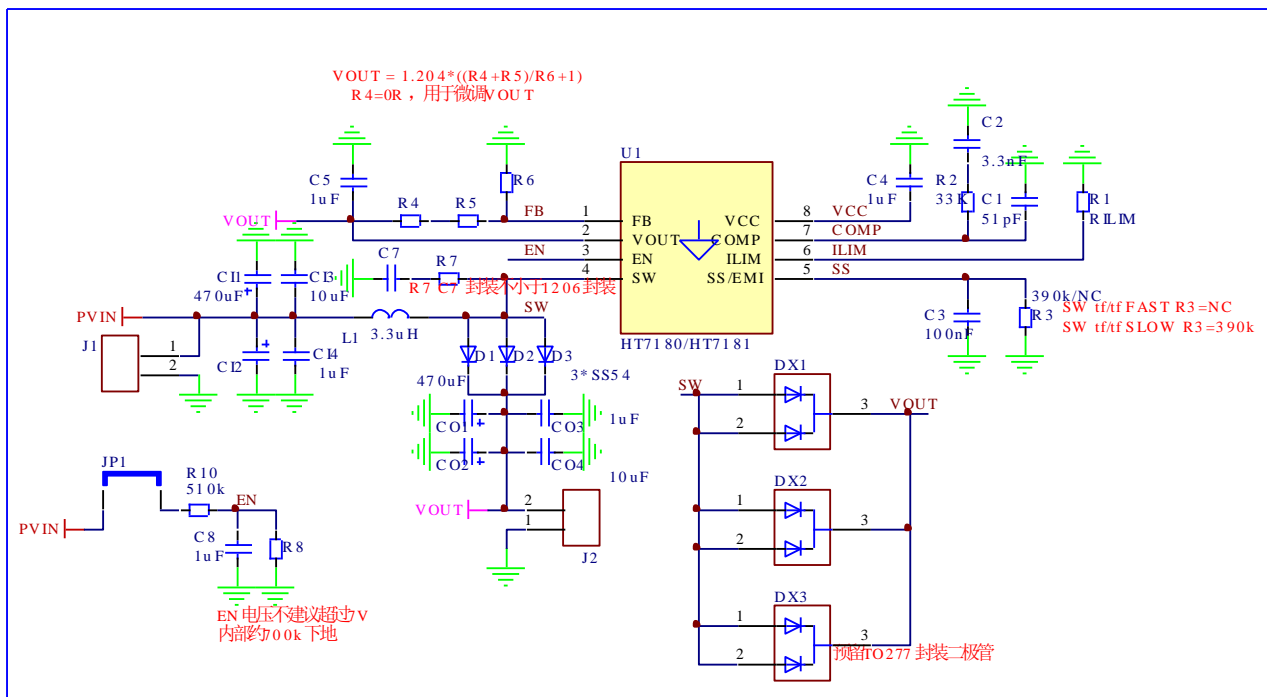 VOUT = 1.204*((R4+R5)/R6+1)
R4=0R ，用于微调VOUT
C2
3.3nF
U1
C5
1uF
R6
C4
1uF
R2
33K
C1
51pF
R1
RILIM
R4
R5
FB
1
FB
VCC
8
VCC
VOUT
2
VOUT
COMP
7
COMP
EN
3
EN
ILIM
6
ILIM
C7
R7
4
SW
SS/EMI
5
SS
R7 C7 封装不小于1206封装
CI1
470uF
CI3
10uF
SW
390k/NC
PVIN
L1
3.3uH
C3
100nF
R3
SW tf/tf FAST R3=NC
SW tf/tf SLOW R3=390k
J1
1
2
CI2
CI4
1uF
D1
D2
D3
HT7180/HT7181
470uF
3*SS54
SW
1
DX1
3
VOUT
2
CO1
CO3
1uF
CO2
CO4
10uF
JP1
R10
510k
EN
VOUT
2
1
J2
PVIN
C8
1uF
R8
DX2
1
2
3
EN 电压不建议超过7V
内部约700k 下地
DX3
1
2
3
预留TO277 封装二极管